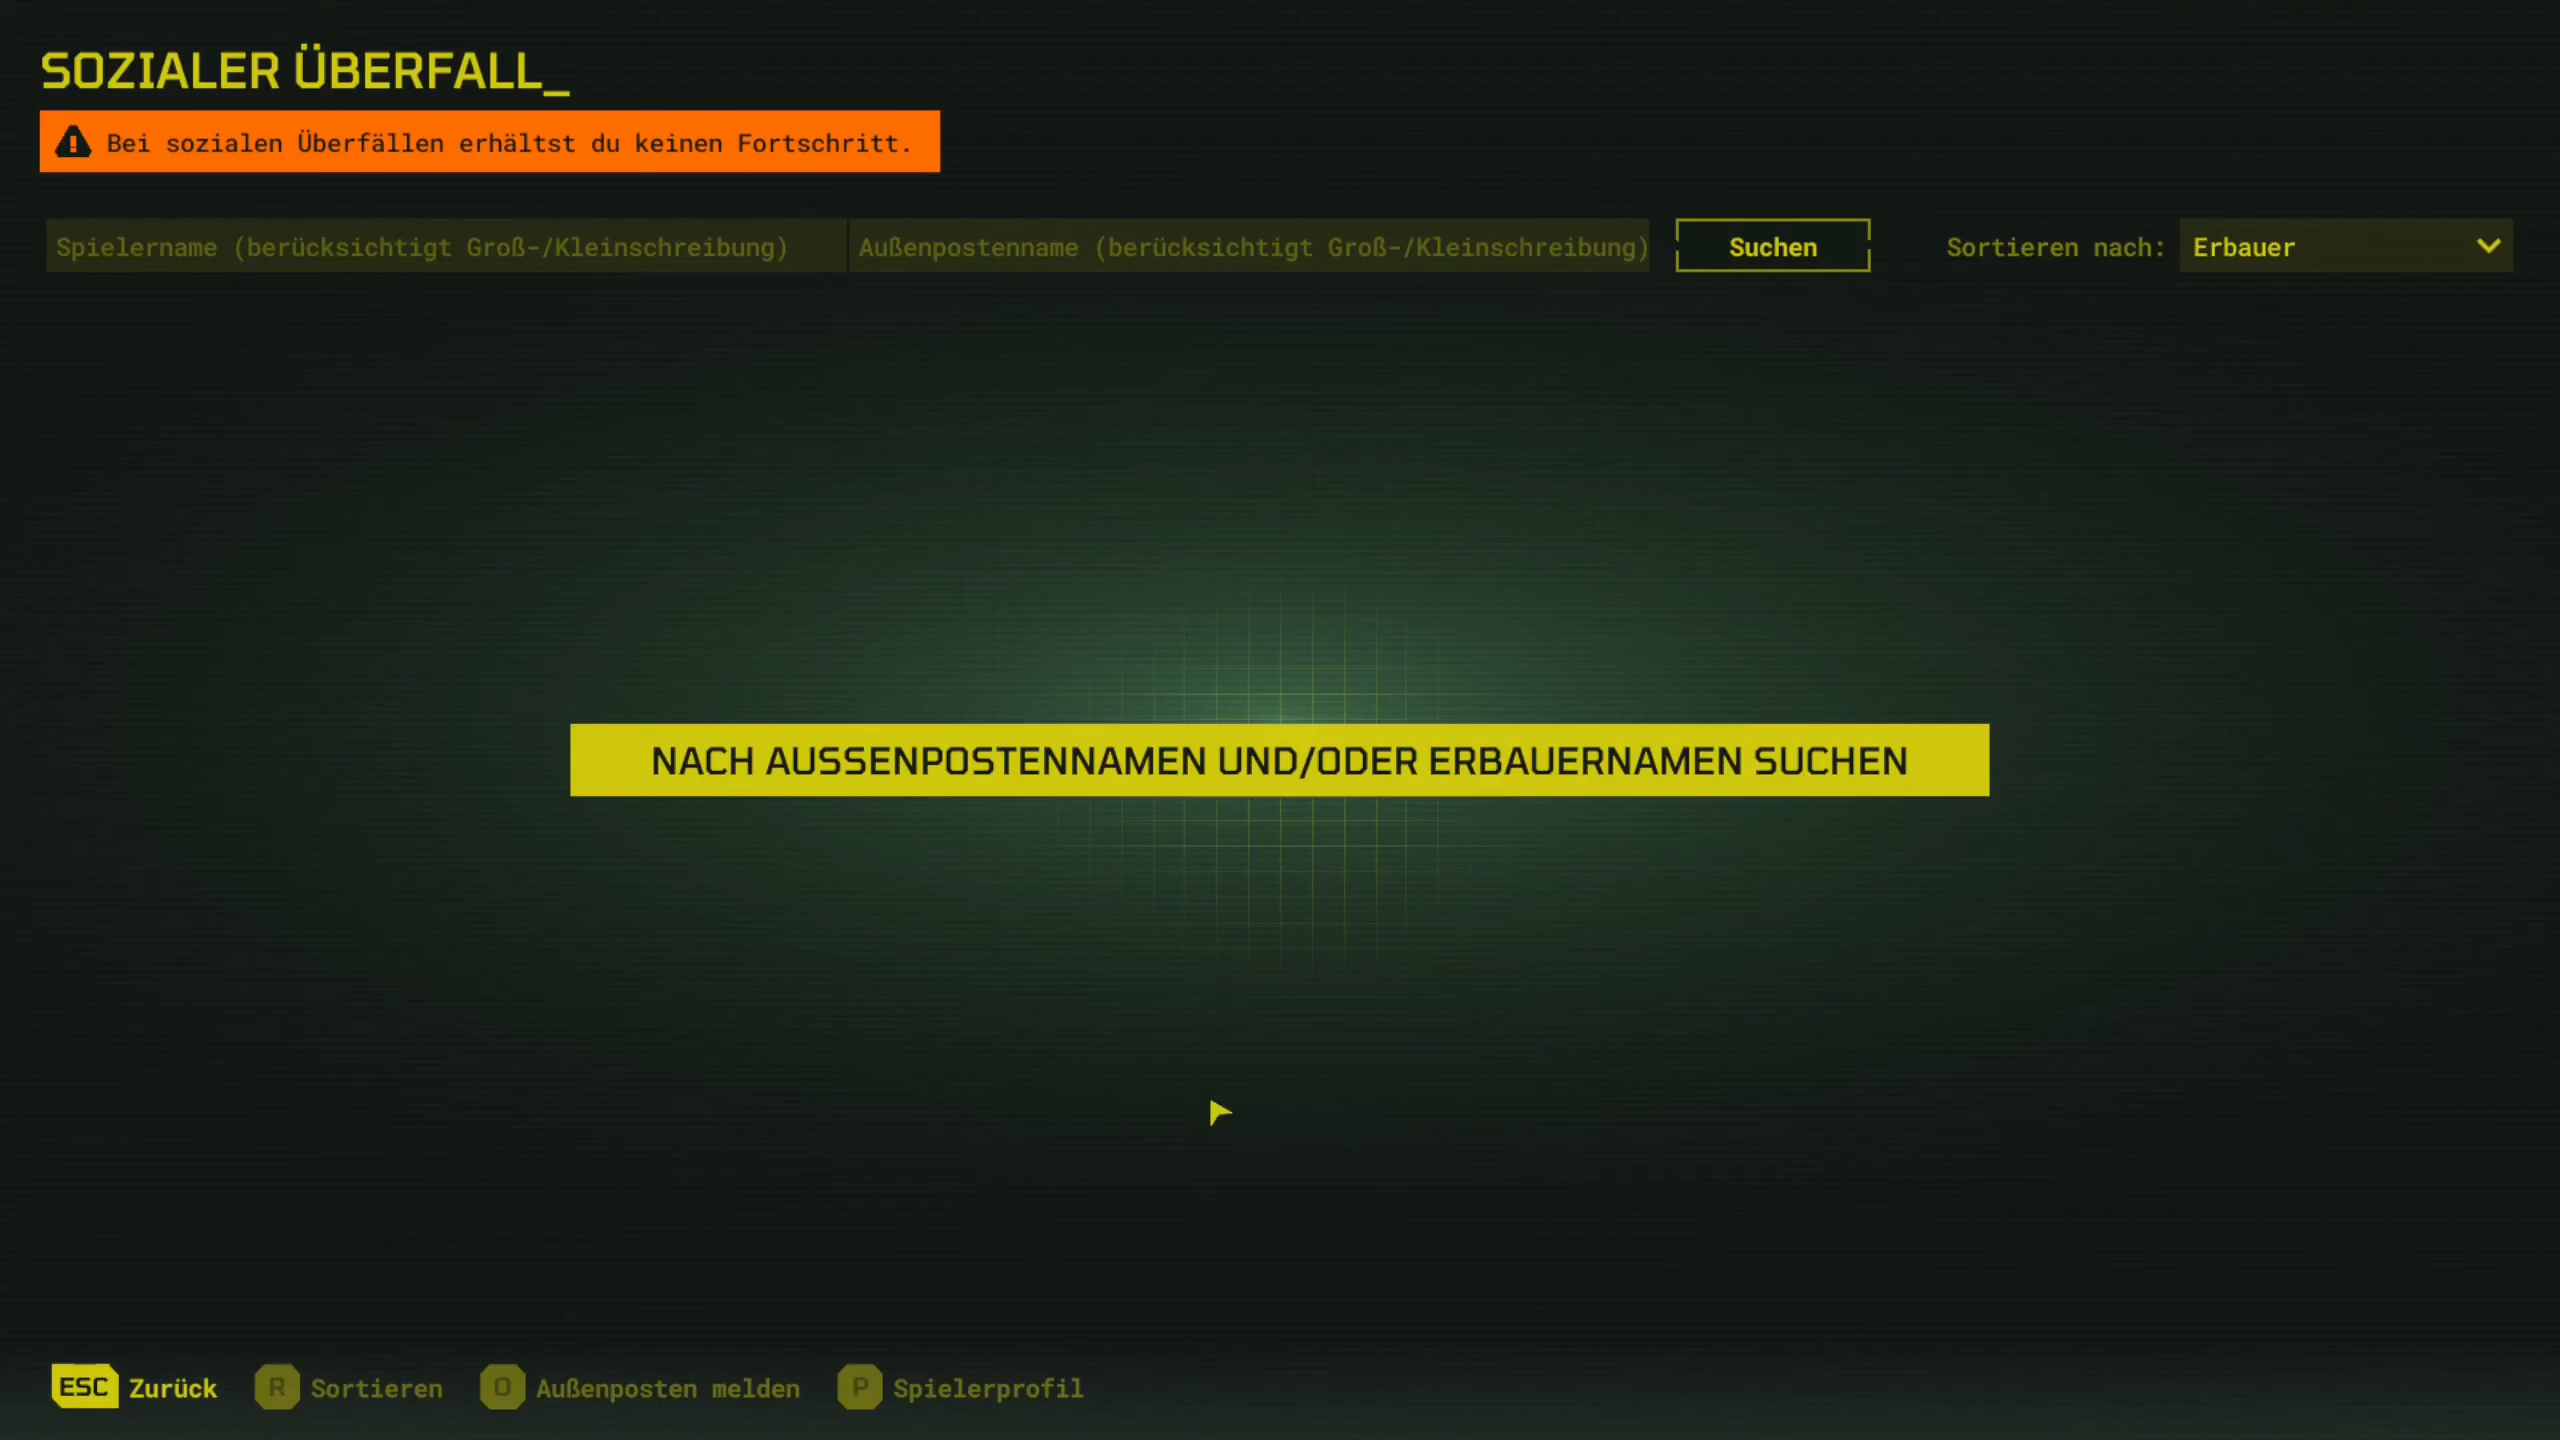 SOZIALER ÜBERFALL_
Bei sozialen Überfällen erhältst du keinen Fortschritt.
Spielername (berücksichtigt Groß-/Kleinschreibung) Außenpostenname (berücksichtigt Groß-/Kleinschreibung) Suchen Sortieren nach: Erbauer
NACH AUSSENPOSTENNAMEN UND/ODER ERBAUERNAMEN SUCHEN
ESC Zurück R Sortieren O Außenposten melden P Spielerprofil